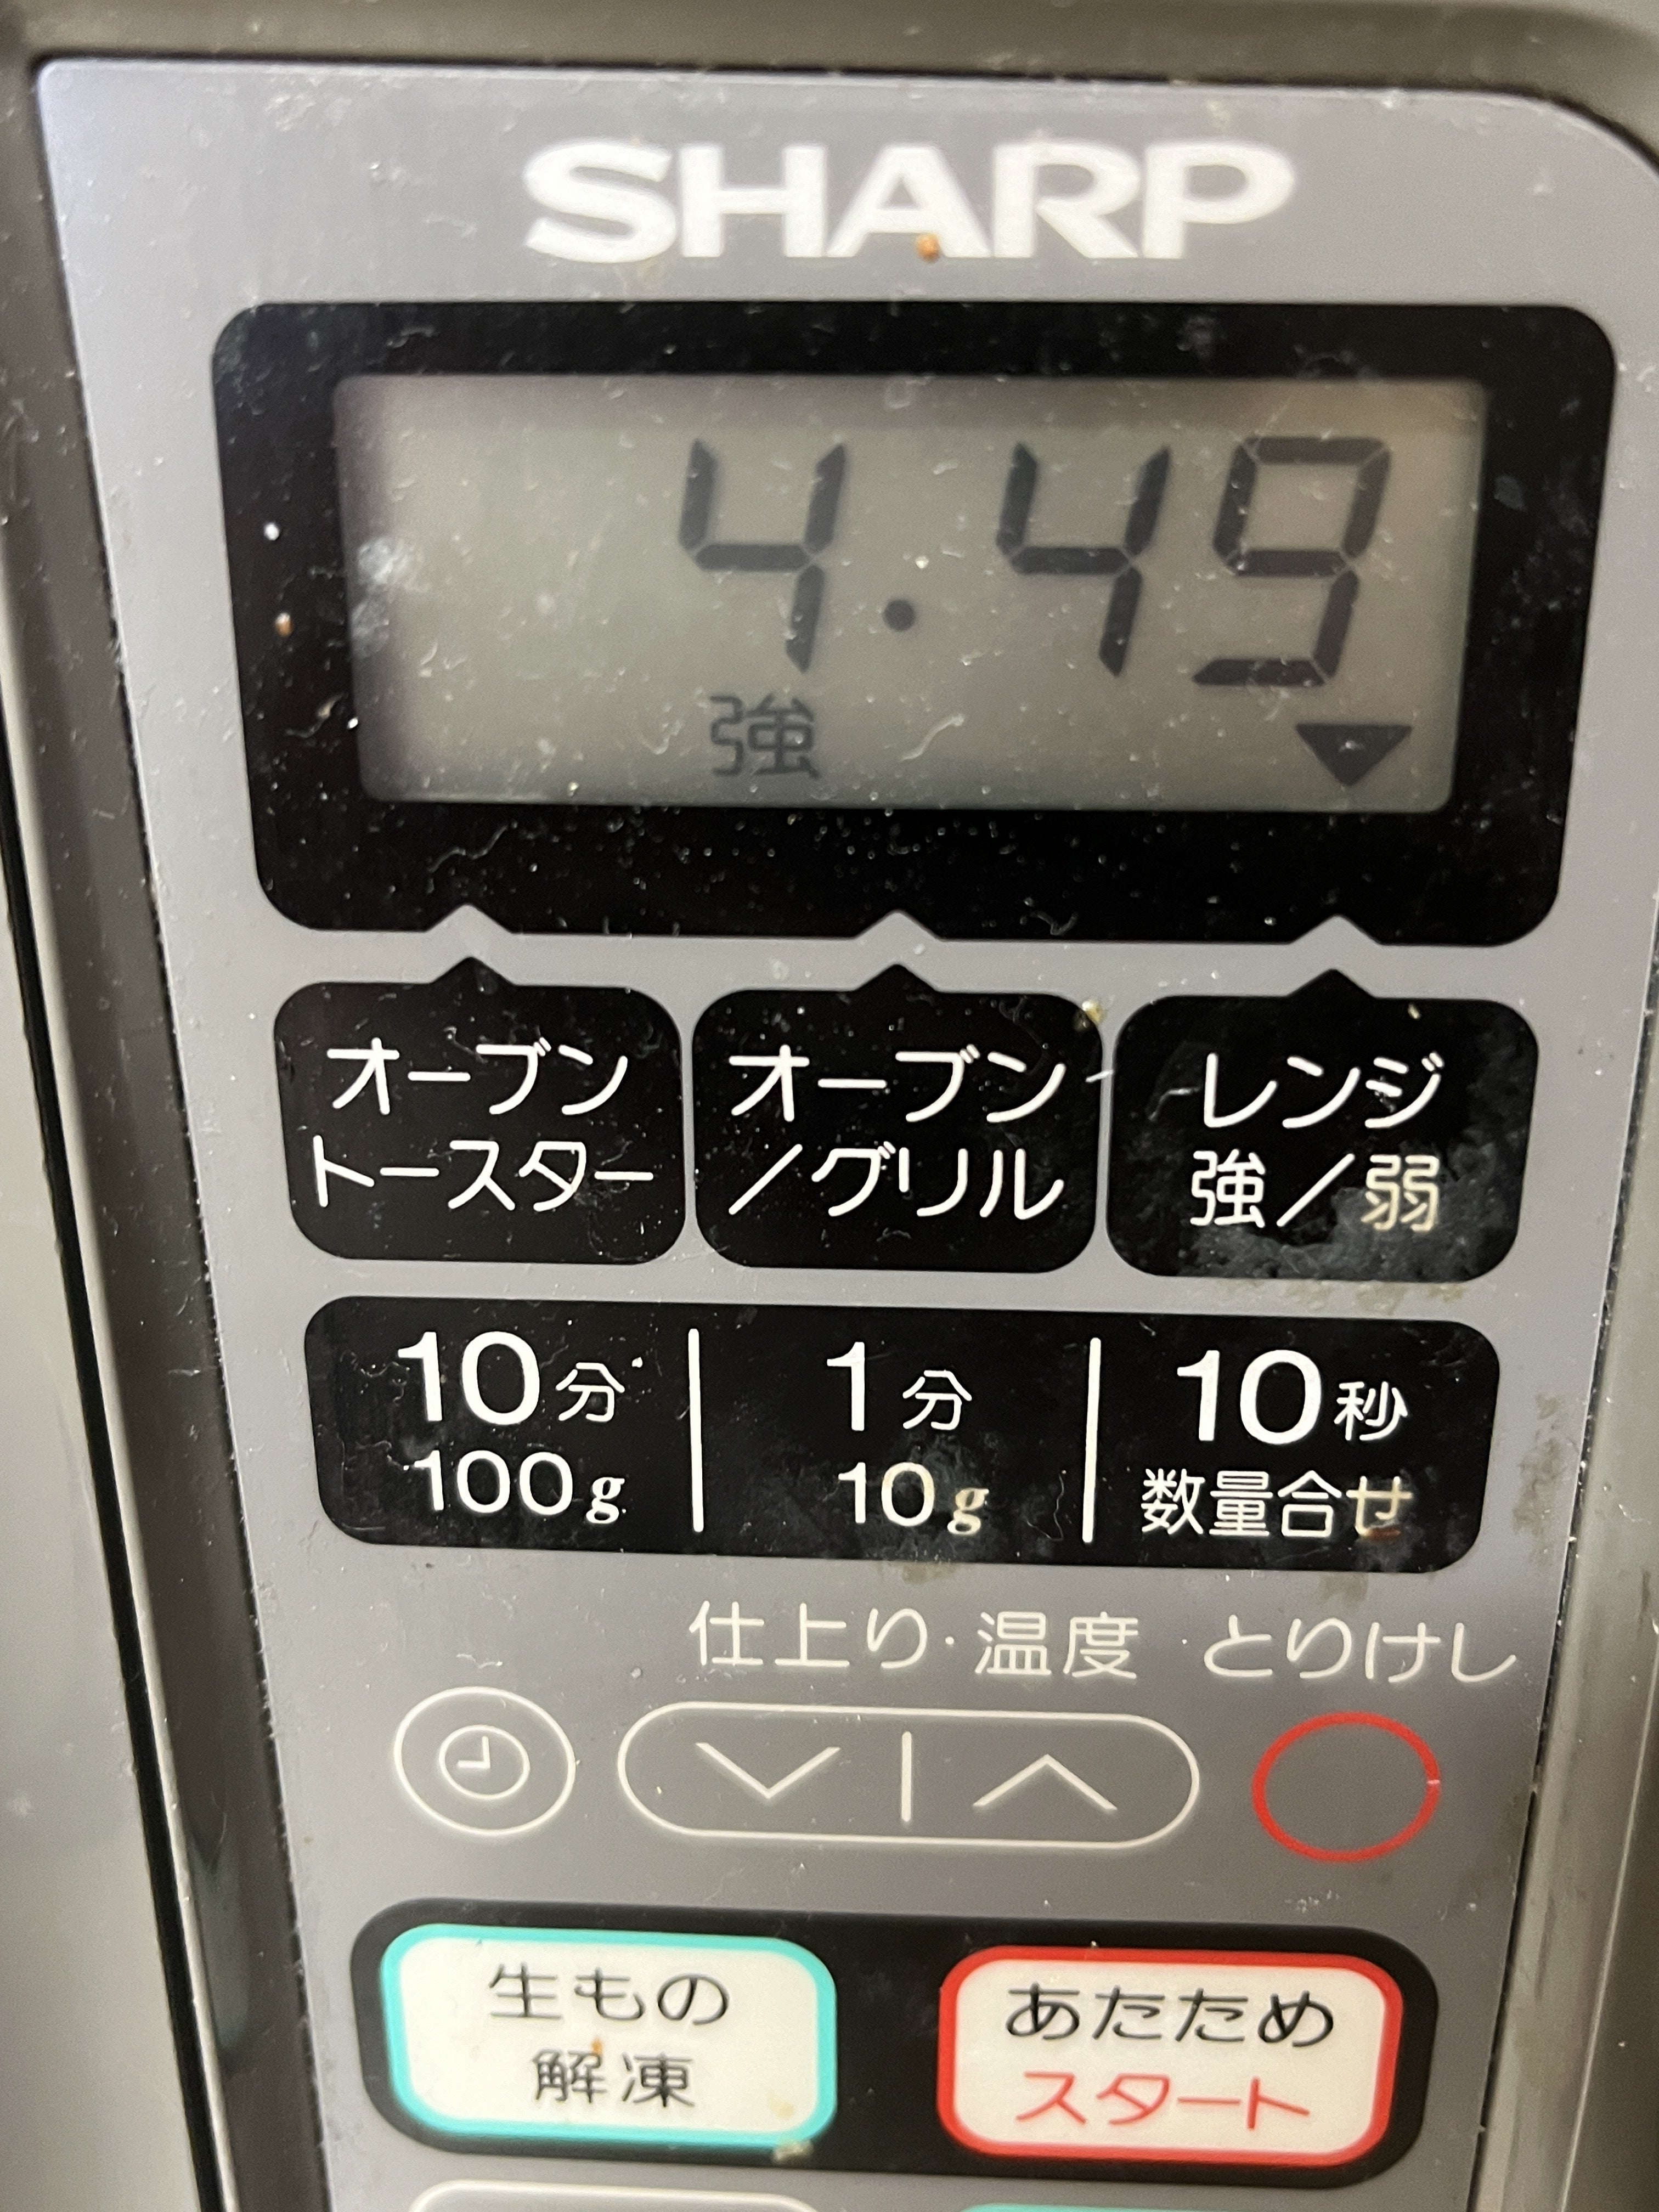 SHARP
4.49
強
オーブン
トースター
オーブン
／グリル
レンジ
強／弱
10分
100g
1分
10g
10秒
数量合せ
仕上り・温度
とりけし
生もの
解凍
あたため
スタート